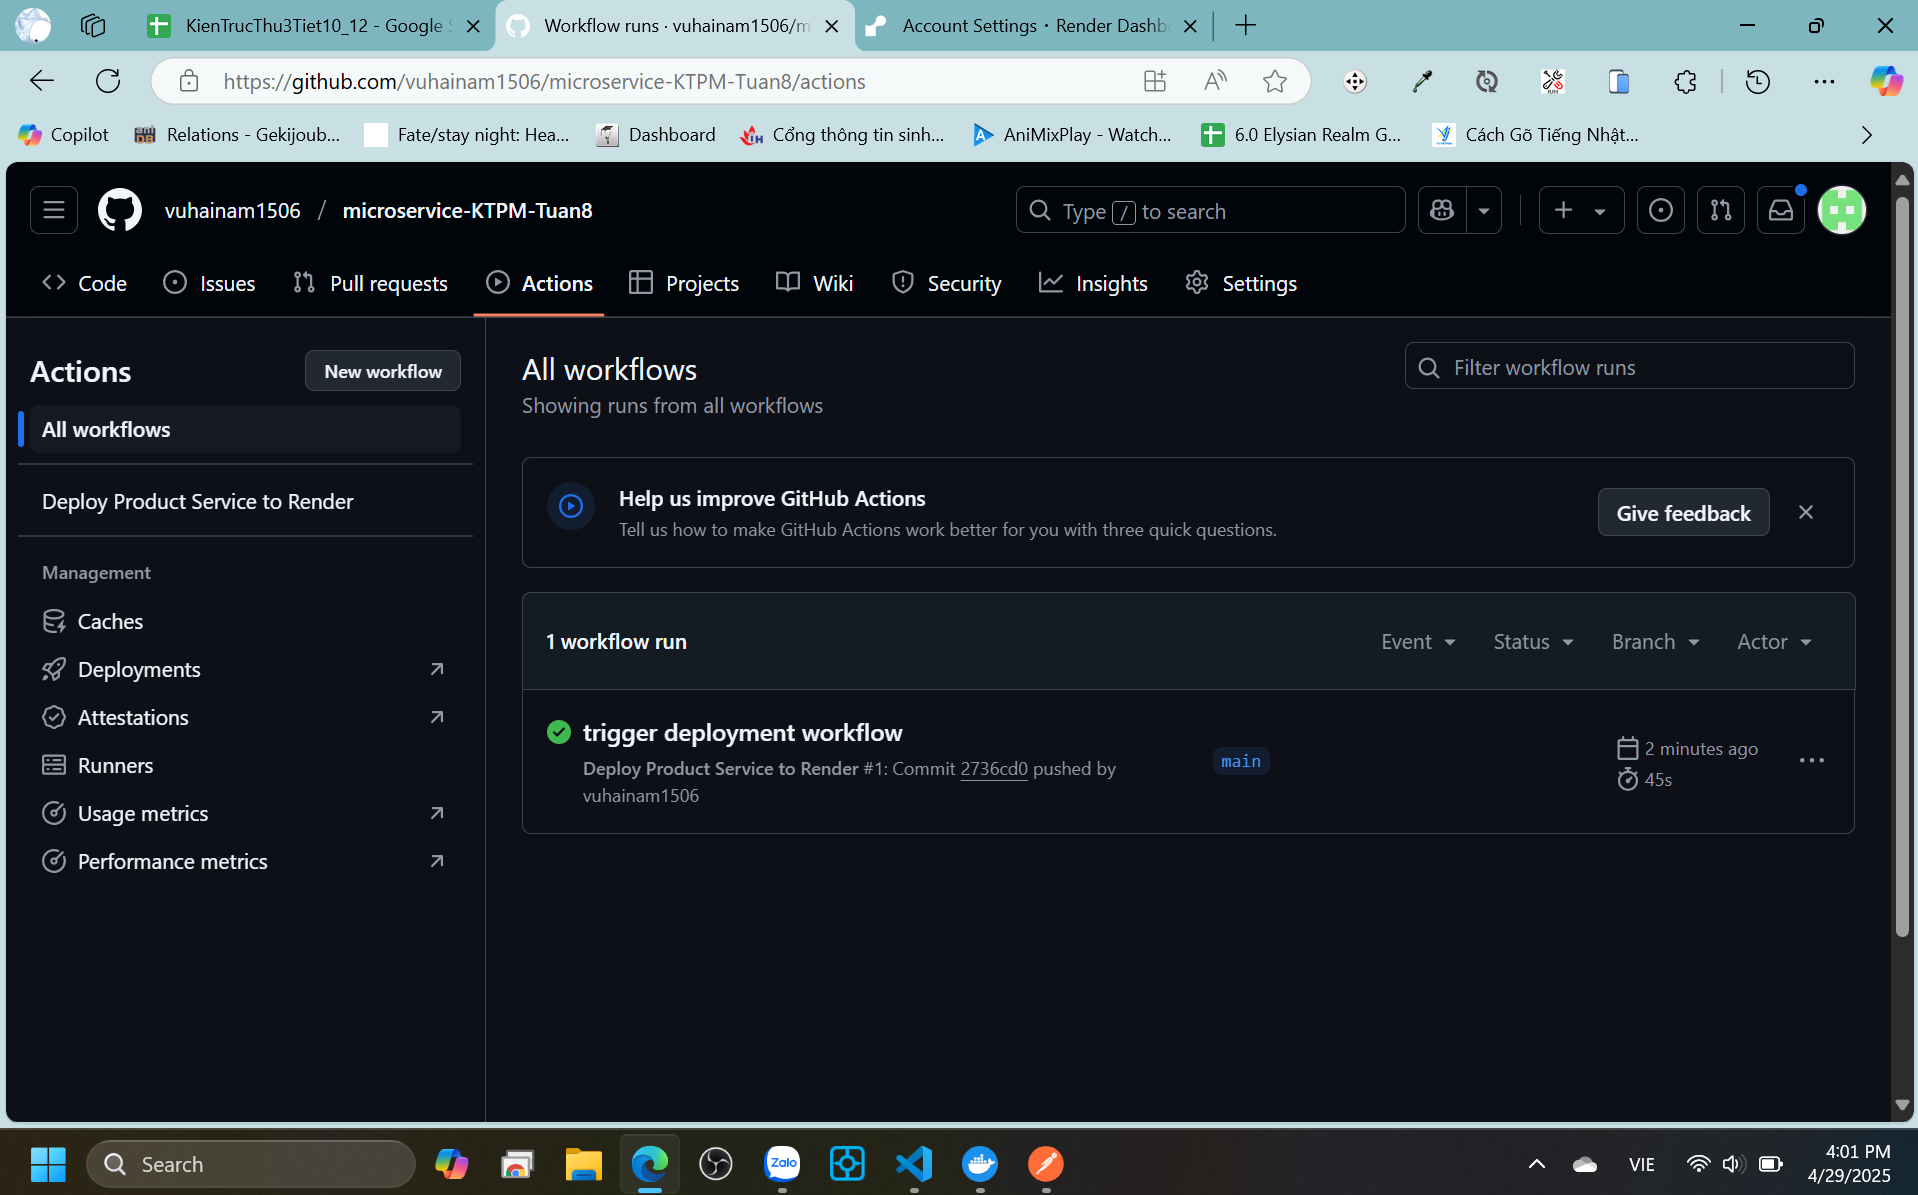 KienTrucThu3Tiet10_12 - Google S
Workflow runs · vuhainam1506/m
Account Settings · Render Dashb
https://github.com/vuhainam1506/microservice-KTPM-Tuan8/actions
Copilot
Relations - Gekijoub...
Fate/stay night: Hea...
Dashboard
Cổng thông tin sinh...
AniMixPlay - Watch...
6.0 Elysian Realm G...
Cách Gõ Tiếng Nhật...
vuhainam1506 / microservice-KTPM-Tuan8
Type / to search
Code
Issues
Pull requests
Actions
Projects
Wiki
Security
Insights
Settings
Actions
New workflow
All workflows
Deploy Product Service to Render
Management
Caches
Deployments
Attestations
Runners
Usage metrics
Performance metrics
All workflows
Showing runs from all workflows
Filter workflow runs
Help us improve GitHub Actions
Tell us how to make GitHub Actions work better for you with three quick questions.
Give feedback
1 workflow run
Event
Status
Branch
Actor
trigger deployment workflow
Deploy Product Service to Render #1: Commit 2736cd0 pushed by
vuhainam1506
main
2 minutes ago
45s
Search
Zalo
VIE
4:01 PM
4/29/2025